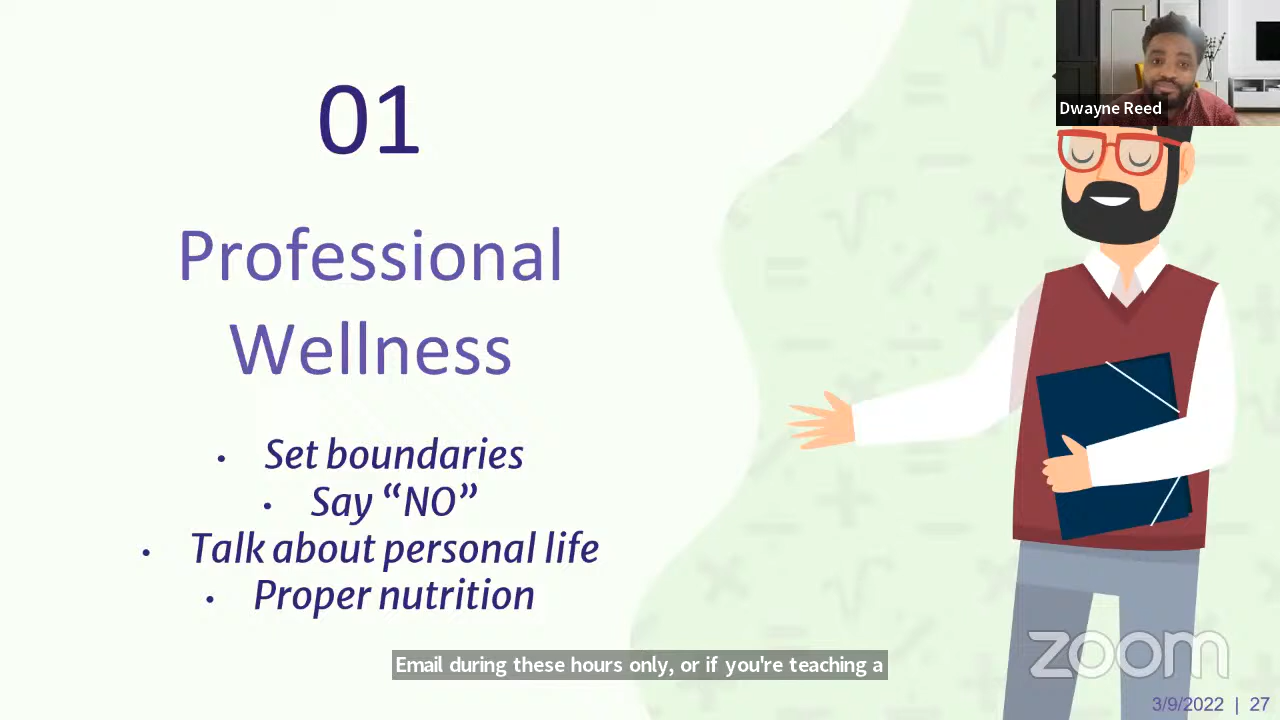 Dwayne Reed
01
Professional
Wellness
• Set boundaries
• Say “NO”
• Talk about personal life
• Proper nutrition
Email during these hours only, or if you're teaching a
zoom
3/9/2022 | 27